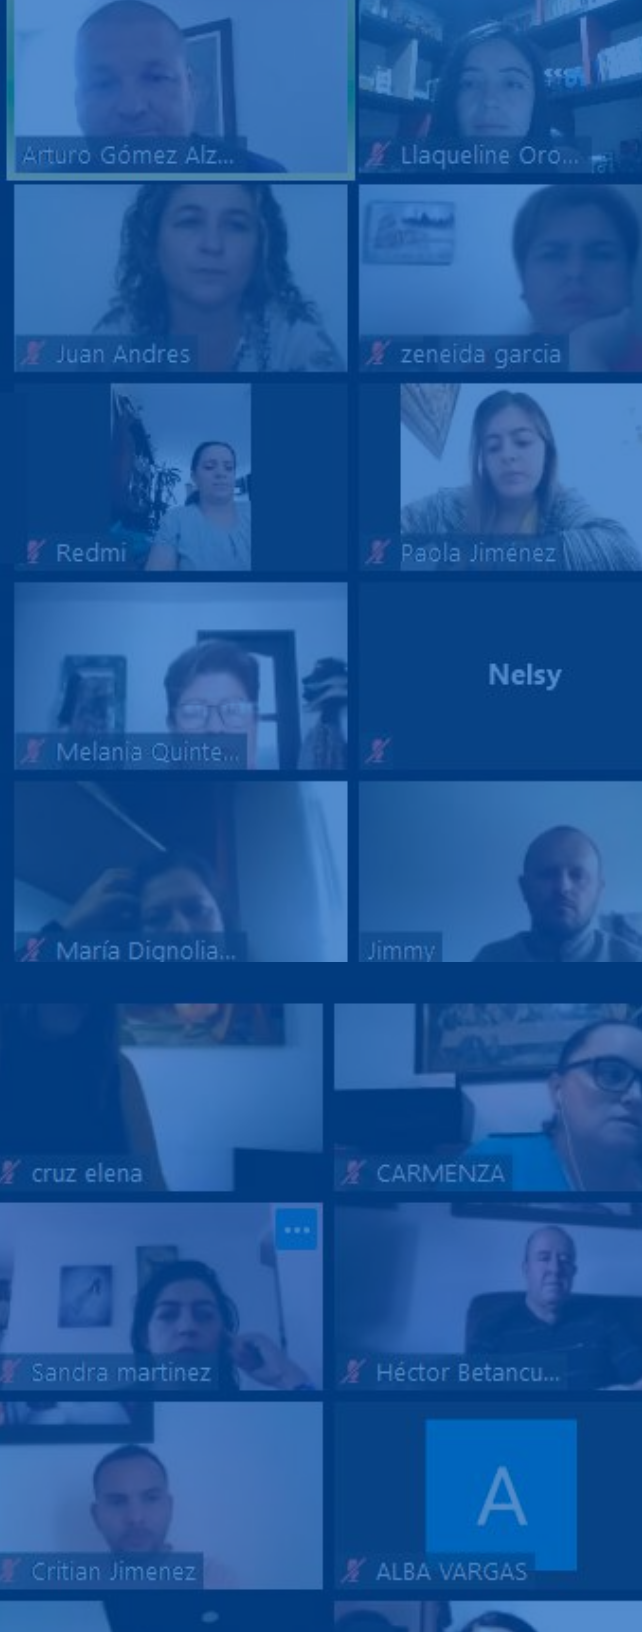 Arturo Gómez Alz...
Llaqueline Oro...
Juan Andres
zeneida garcia
Redmi
Paola Jiménez
Melania Quinte...
Nelsy
María Dignolia...
Jimmy
cruz elena
CARMENZA
Sandra martinez
Héctor Betancu...
Critian Jimenez
A
ALBA VARGAS